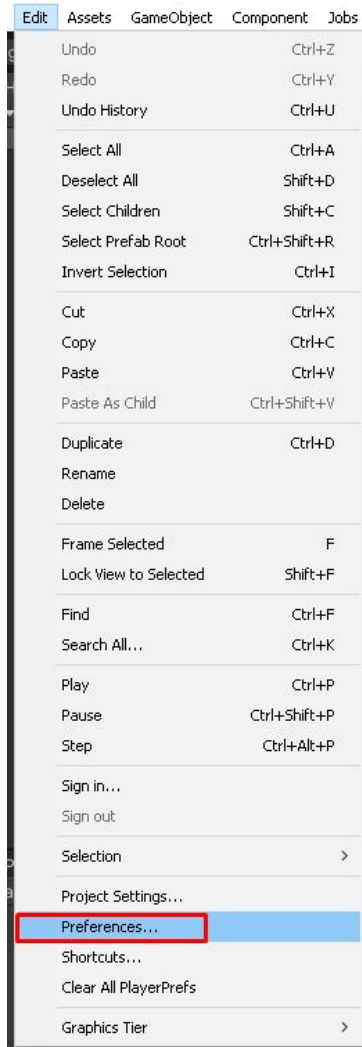 Edit Assets GameObject Component Jobs
Undo Ctrl+Z
Redo Ctrl+Y
Undo History Ctrl+U
Select All Ctrl+A
Deselect All Shift+D
Select Children Shift+C
Select Prefab Root Ctrl+Shift+R
Invert Selection Ctrl+I
Cut Ctrl+X
Copy Ctrl+C
Paste Ctrl+V
Paste As Child Ctrl+Shift+V
Duplicate Ctrl+D
Rename
Delete
Frame Selected F
Lock View to Selected Shift+F
Find Ctrl+F
Search All... Ctrl+K
Play Ctrl+P
Pause Ctrl+Shift+P
Step Ctrl+Alt+P
Sign in...
Sign out
Selection >
Project Settings...
Preferences...
Shortcuts...
Clear All PlayerPrefs
Graphics Tier >